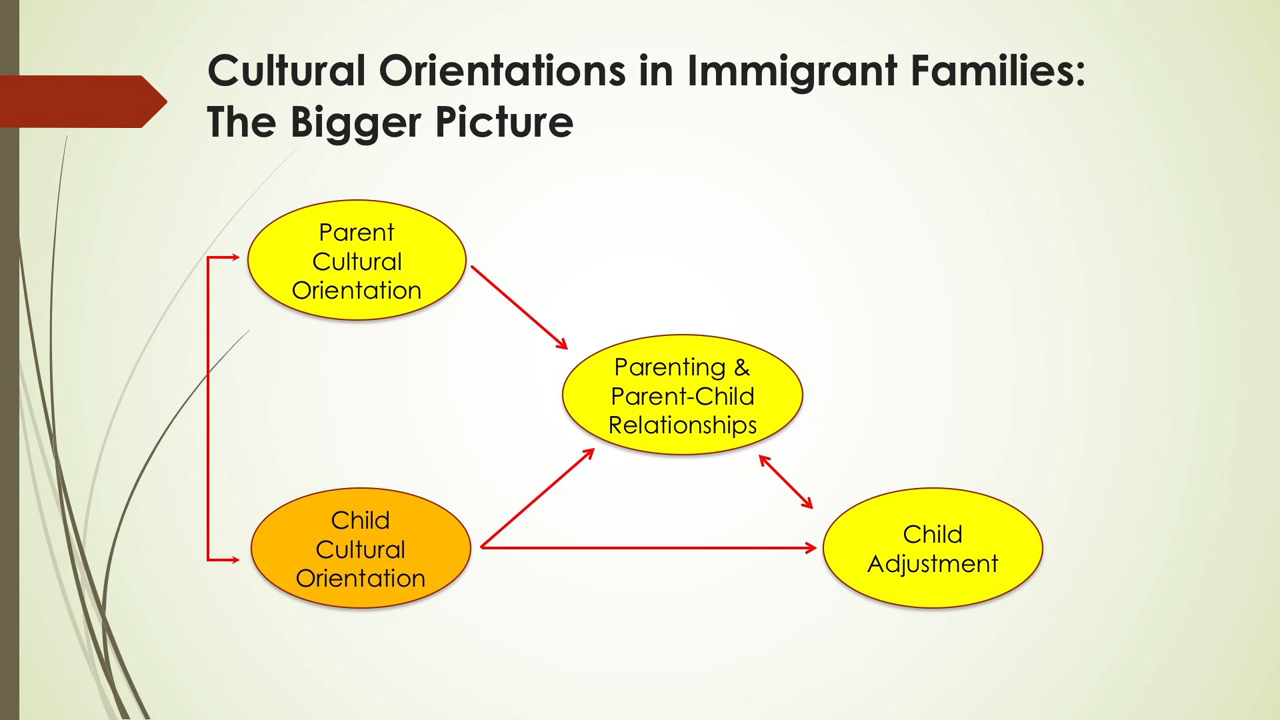 Cultural Orientations in Immigrant Families:
The Bigger Picture
Parent
Cultural
Orientation
Parenting &
Parent-Child
Relationships
Child
Cultural
Orientation
Child
Adjustment